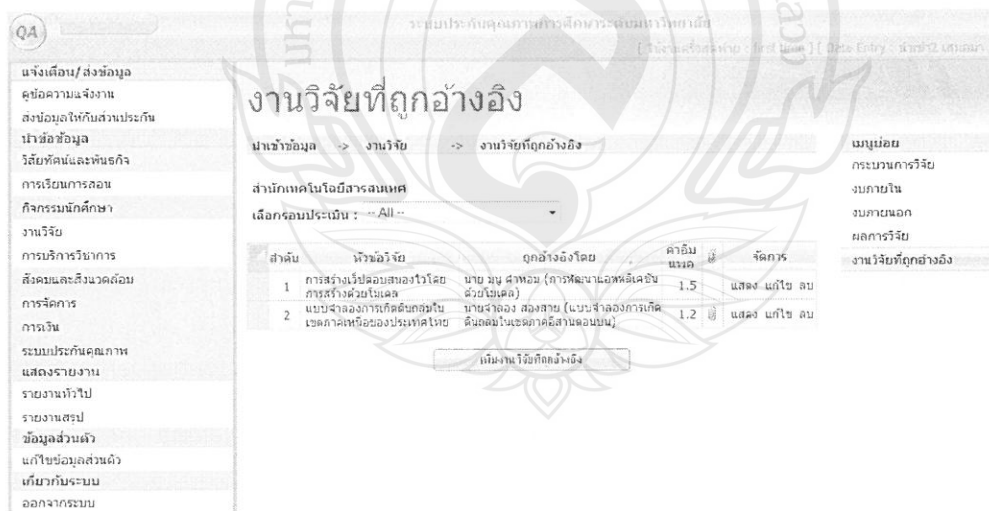 QA
ระบบประกันคุณภาพการศึกษาระดับมหาวิทยาลัย
แจ้งเตือน/ส่งข้อมูล
ดูข้อความแจ้งงาน
ส่งข้อมูลให้กับส่วนประกัน
นำข้อข้อมูล
วิสัยทัศน์และพันธกิจ
การเรียนการสอน
กิจกรรมนักศึกษา
งานวิจัย
การบริการวิชาการ
สังคมและสิ่งแวดล้อม
การจัดการ
การเงิน
ระบบประกันคุณภาพ
แสดงรายงาน
รายงานทั่วไป
รายงานสรุป
ข้อมูลส่วนตัว
แก้ไขข้อมูลส่วนตัว
เกี่ยวกับระบบ
ออกจากระบบ
งานวิจัยที่ถูกอ้างอิง
นำเข้าข้อมูล -> งานวิจัย -> งานวิจัยที่ถูกอ้างอิง
สำนักเทคโนโลยีสารสนเทศ
เลือกรอบประเมิน : -- All --
ลำดับ หัวข้อวิจัย ถูกอ้างอิงโดย ค่าอิมแพค จัดการ
1 การสร้างเว็ปตอบสนองไวโดย นาย มนู คำหอม (การพัฒนาแอพพลิเคชัน 1.5 แสดง แก้ไข ลบ
การสร้างด้วยโมเดล ด้วยโมเดล)
2 แบบจำลองการเกิดดินถล่มใน นายจำลอง สองสาย (แบบจำลองการเกิด 1.2 แสดง แก้ไข ลบ
เขตภาคเหนือของประเทศไทย ดินถล่มในเขตภาคอีสานตอนบน)
เพิ่มงานวิจัยที่ถูกอ้างอิง
เมนูย่อย
กระบวนการวิจัย
งบภายใน
งบภายนอก
ผลการวิจัย
งานวิจัยที่ถูกอ้างอิง